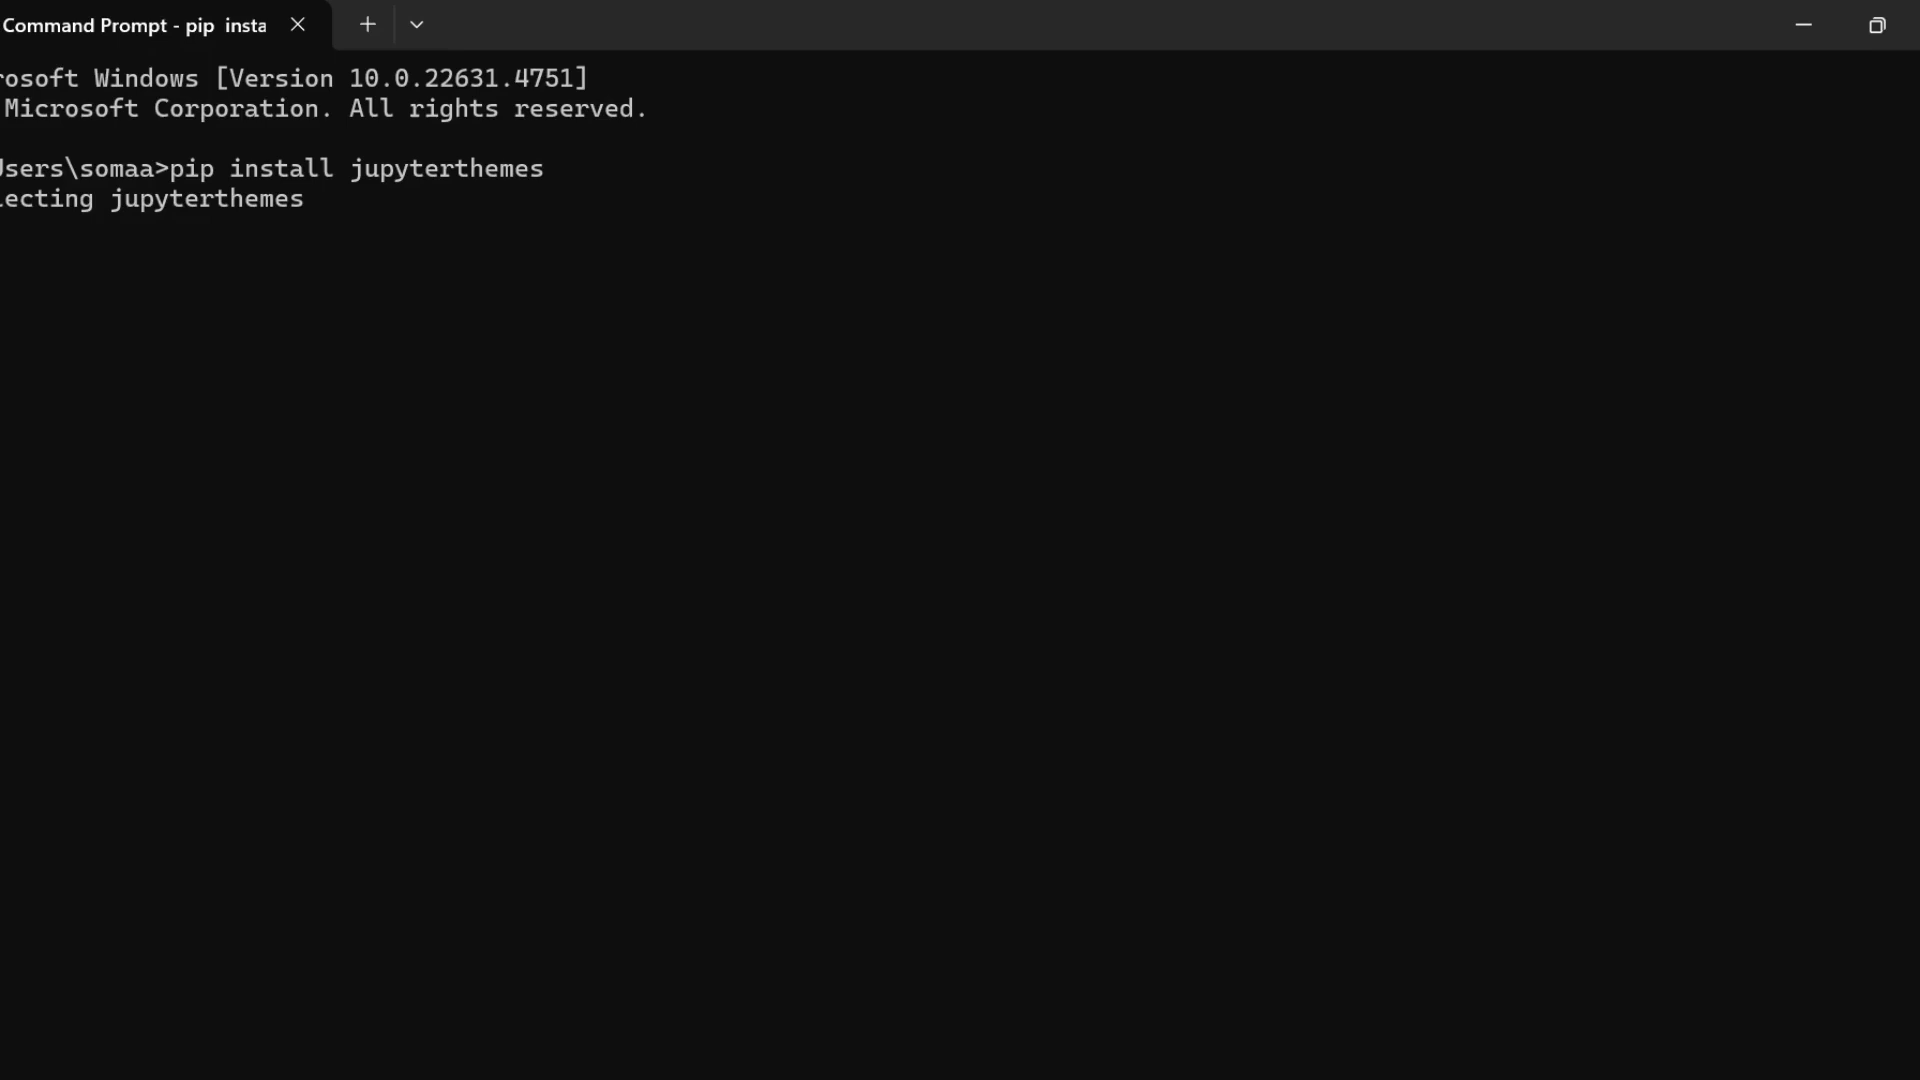 Command Prompt - pip insta
rosoft Windows [Version 10.0.22631.4751]
Microsoft Corporation. All rights reserved.
Users\somaa>pip install jupyterthemes
lecting jupyterthemes